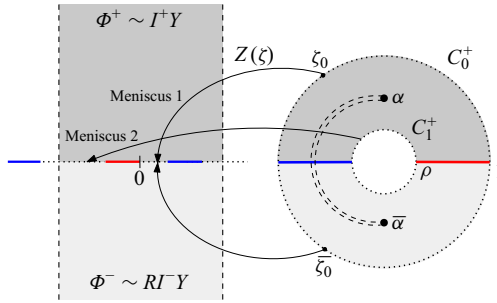 Φ⁺ ∼ I⁺Y
Z(ζ)
ζ₀
C₀⁺
Meniscus 1
α
C₁⁺
Meniscus 2
0
ρ
ᾱ
ζ̄₀
Φ⁻ ∼ RI⁻Y